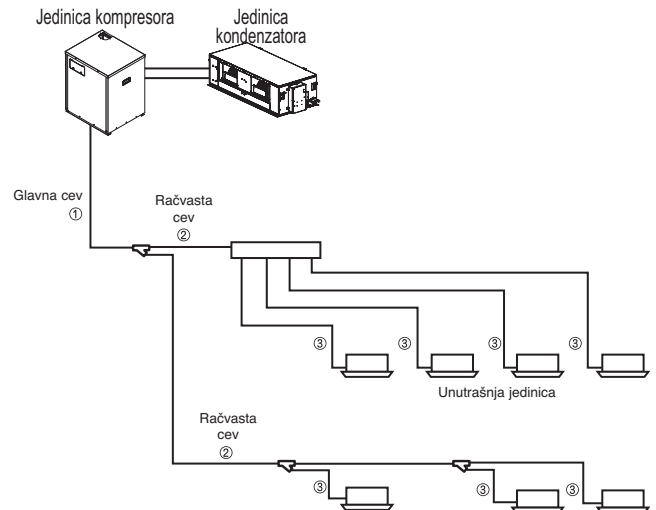 Jedinica kompresora
Jedinica
kondenzatora
Glavna cev
①
Račvasta
cev
②
③
③
③
③
Unutrašnja jedinica
Račvasta
cev
②
③
③
③